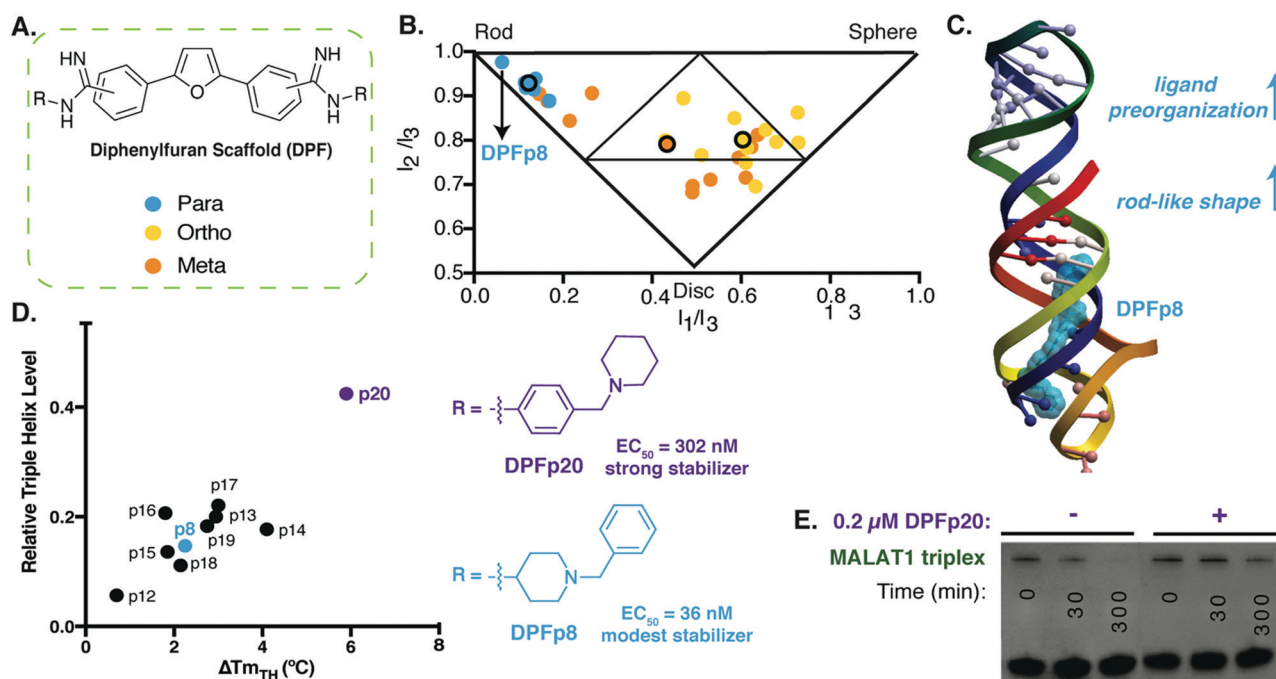 A.
NH
R
N
H
O
NH
R
N
H
Diphenylfuran Scaffold (DPF)
Para
Ortho
Meta
B.
Rod
Sphere
1.0
0.9
0.8
0.7
0.6
0.5
I2 /I3
DPFp8
0.0
0.2
0.4
Disc
0.6
0.8
1.0
I1/I3
1 3
C.
ligand
preorganization
rod-like shape
DPFp8
D.
Relative Triple Helix Level
0.4
0.2
0.0
0
2
4
6
8
ΔTmTH (ºC)
p20
p17
p16
p13
p8
p19
p14
p15
p18
p12
R =
N
DPFp20
EC50 = 302 nM
strong stabilizer
R =
N
DPFp8
EC50 = 36 nM
modest stabilizer
E.
0.2 µM DPFp20:
-
+
MALAT1 triplex
Time (min):
0
30
300
0
30
300